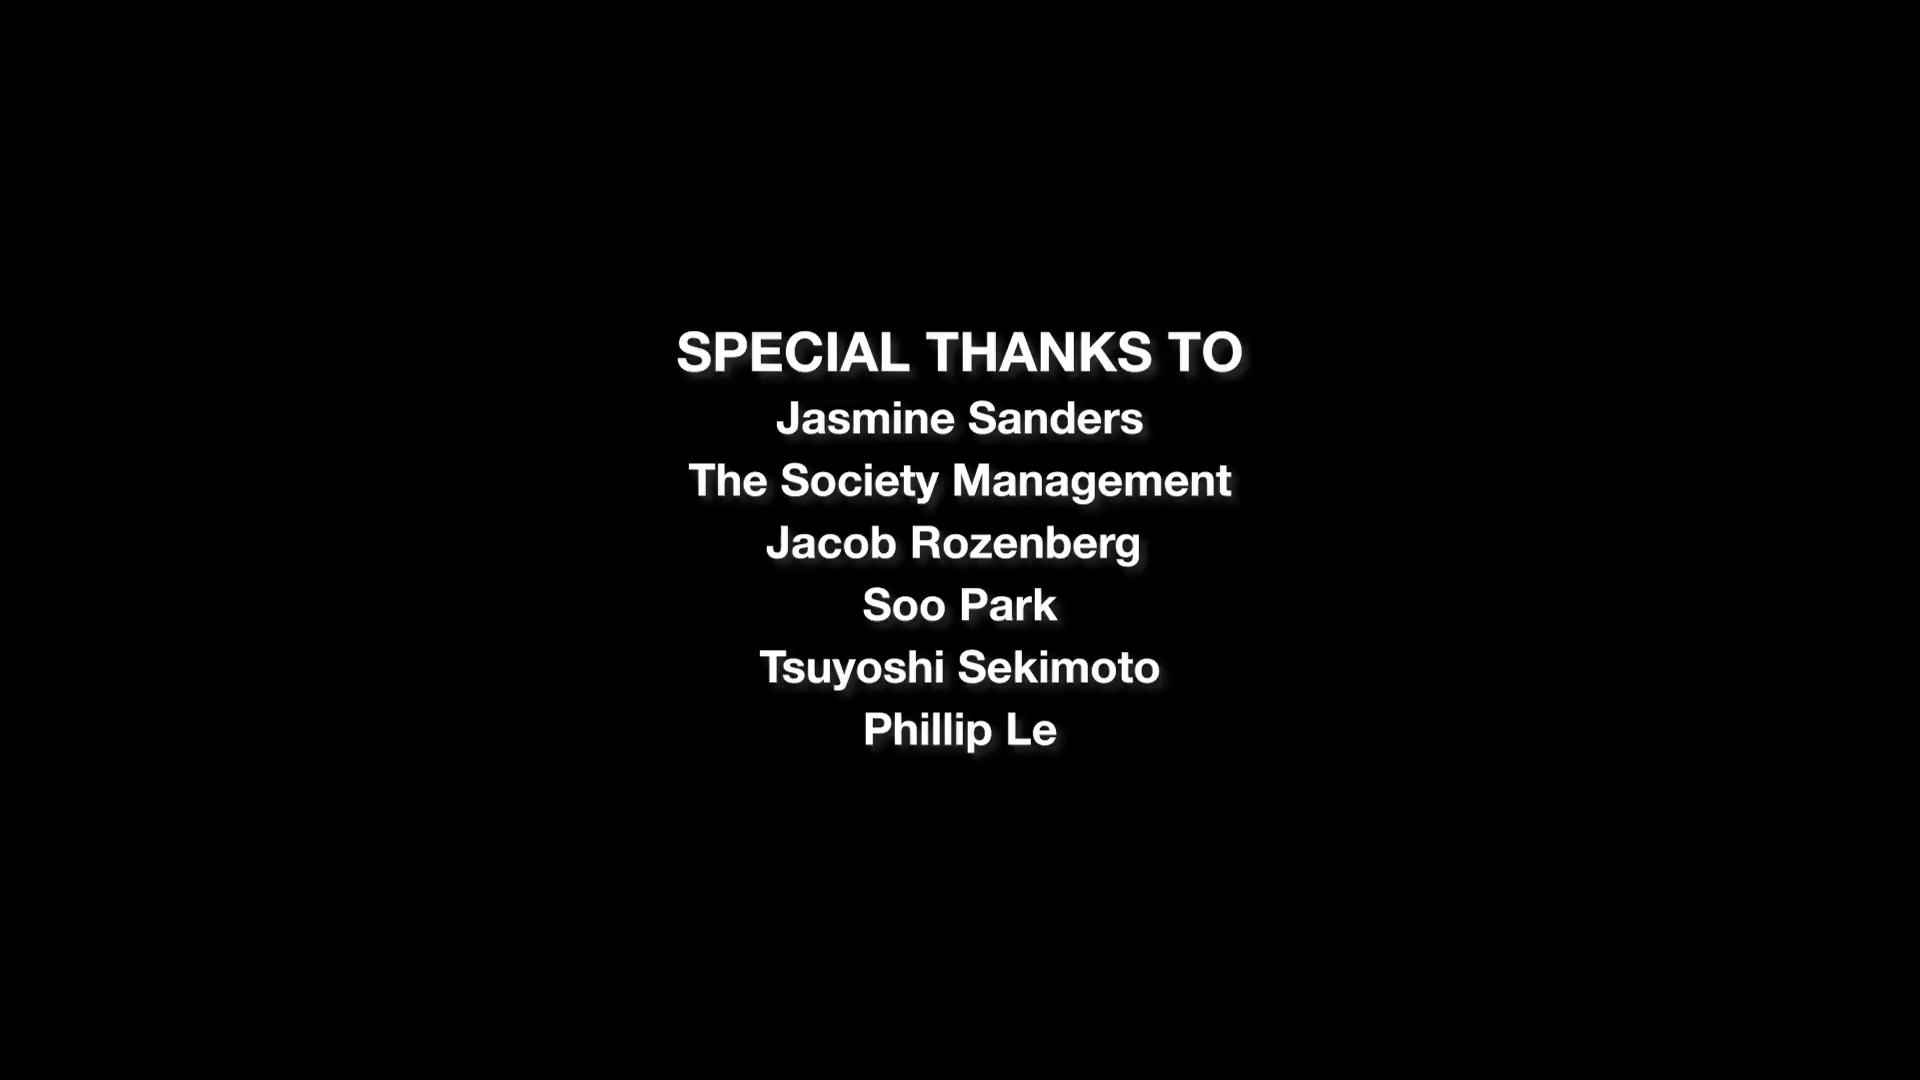 SPECIAL THANKS TO
Jasmine Sanders
The Society Management
Jacob Rozenberg
Soo Park
Tsuyoshi Sekimoto
Phillip Le